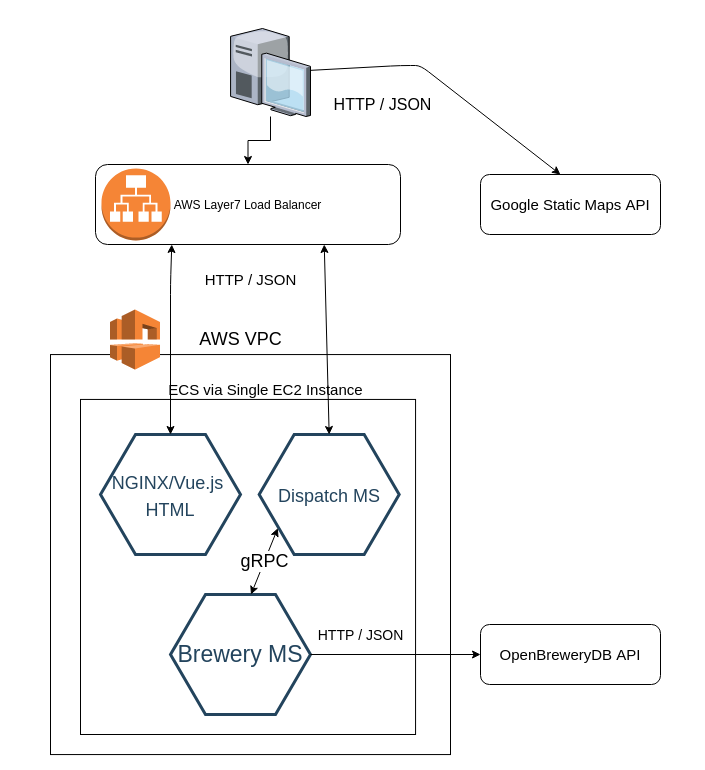 HTTP / JSON
AWS Layer7 Load Balancer
Google Static Maps API
HTTP / JSON
AWS VPC
ECS via Single EC2 Instance
NGINX/Vue.js
HTML
Dispatch MS
gRPC
HTTP / JSON
Brewery MS
OpenBreweryDB API